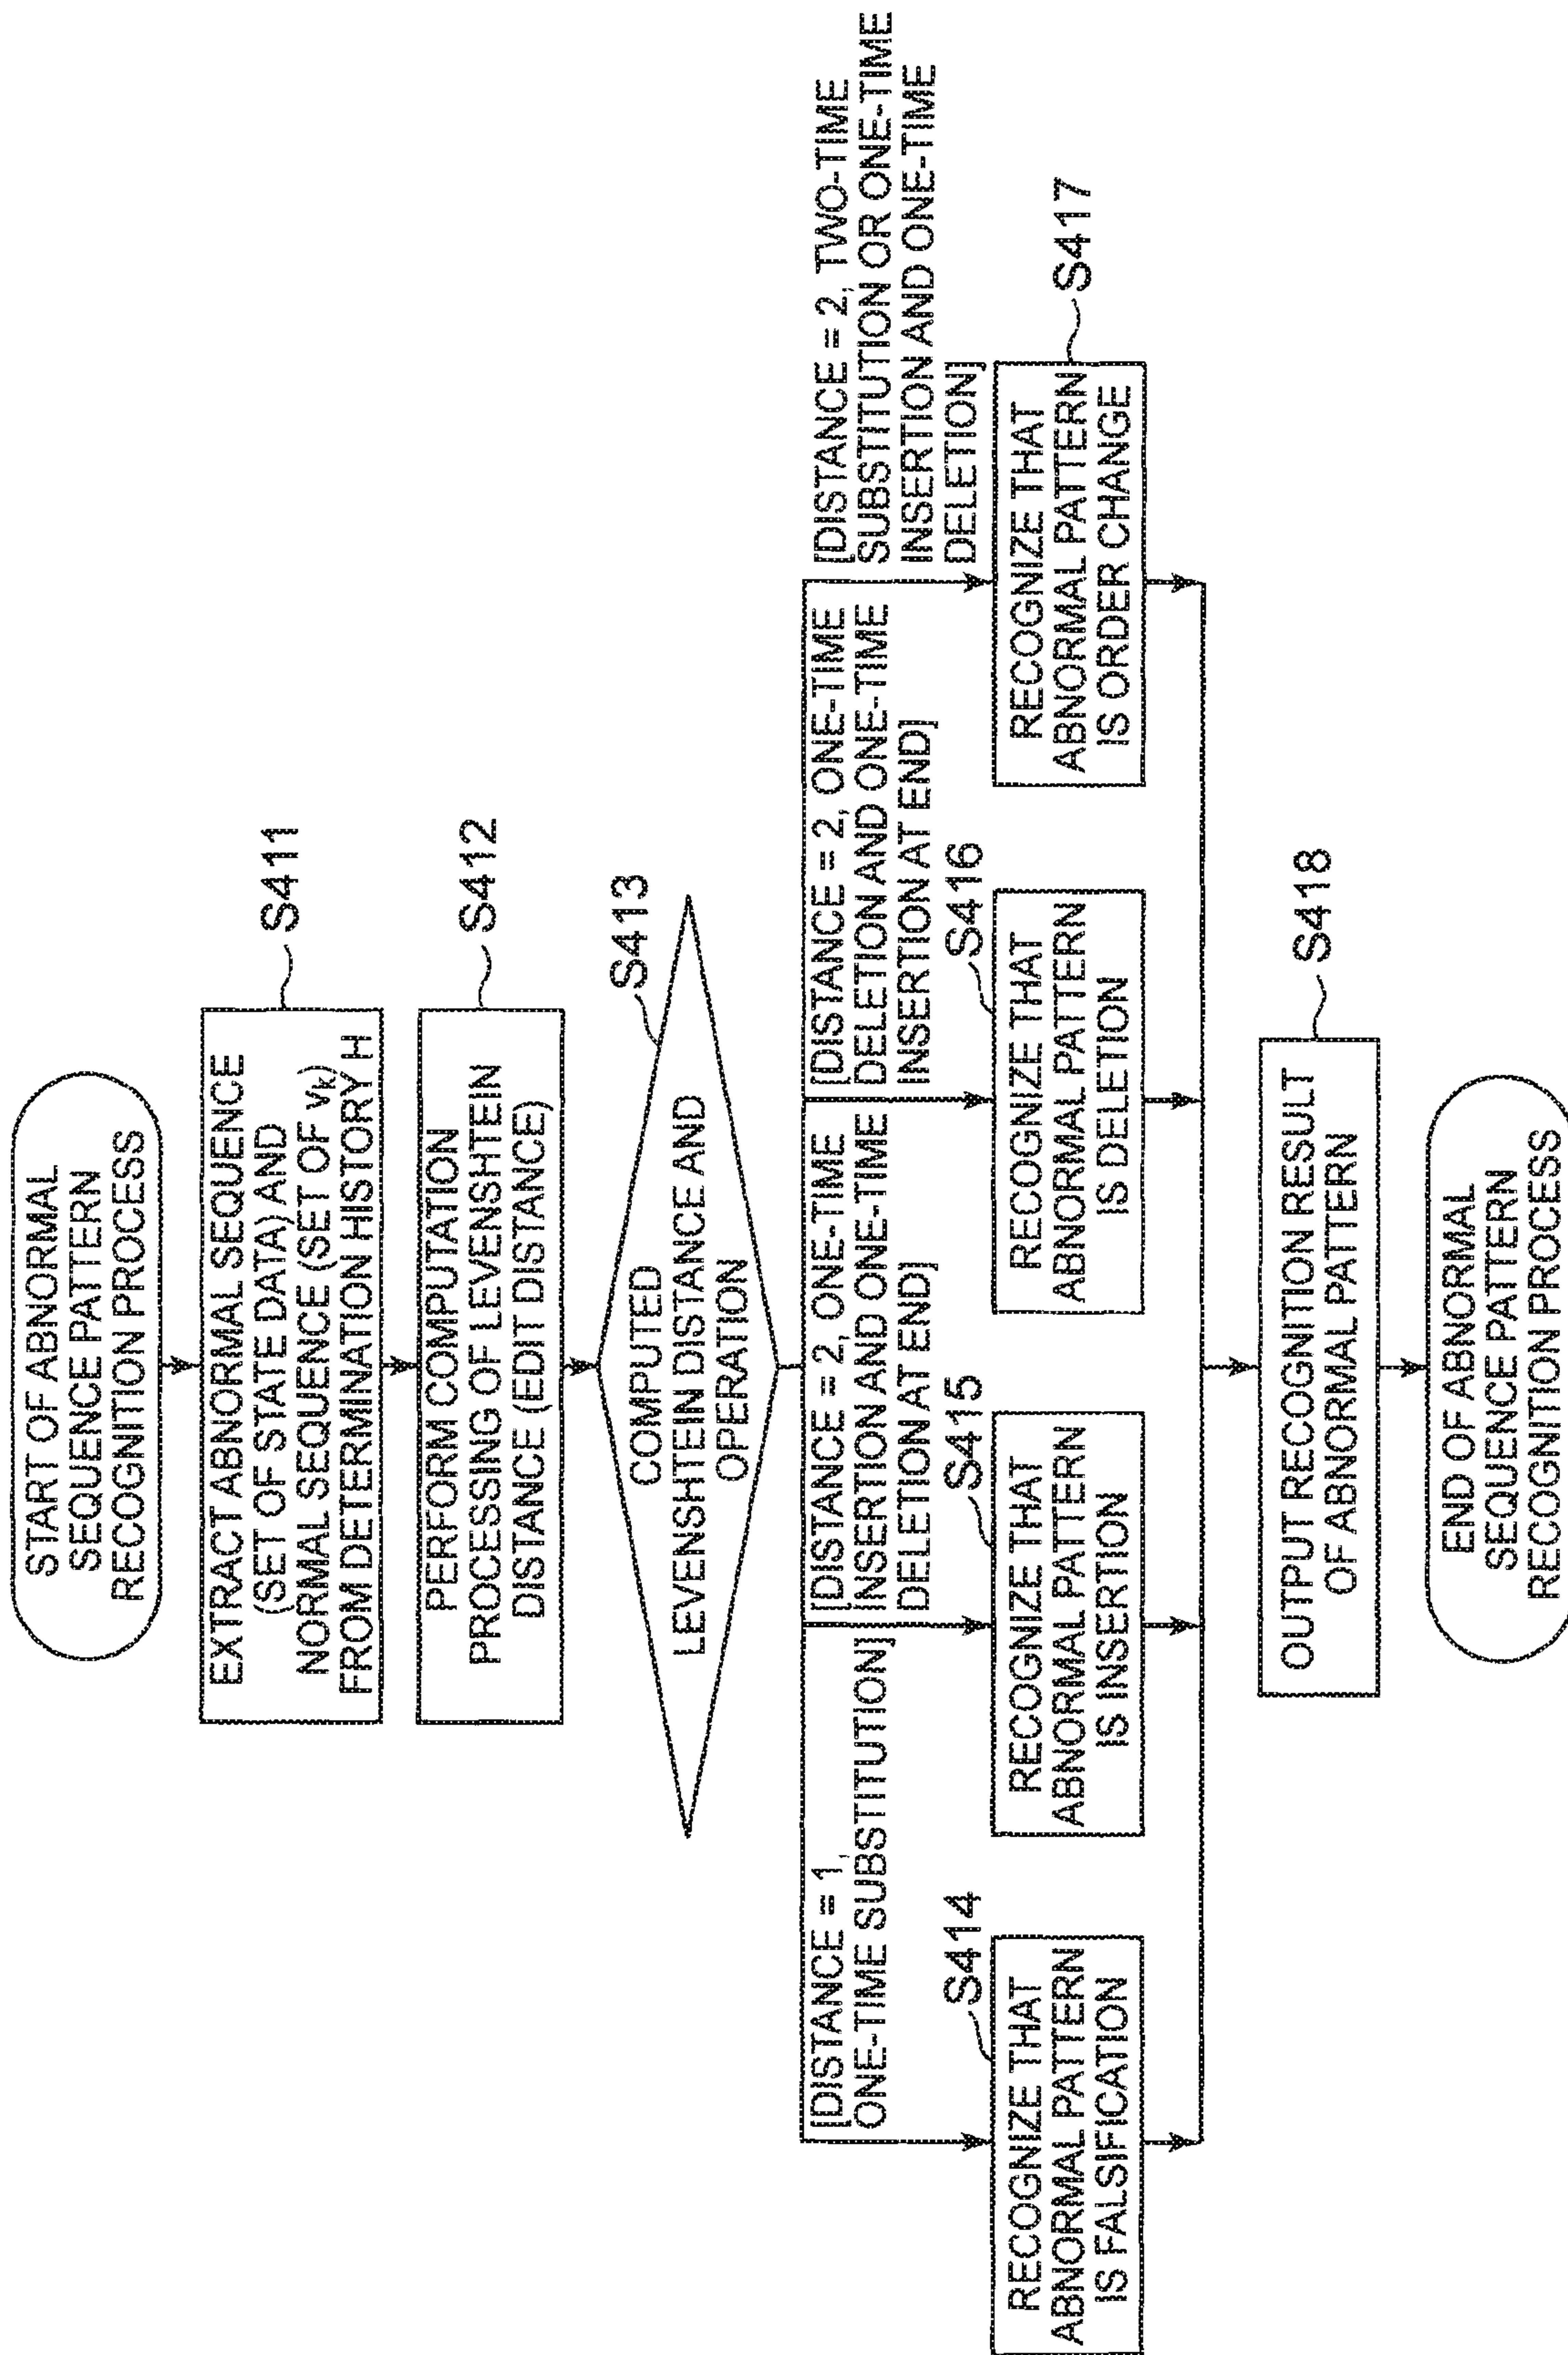 START OF ABNORMAL
SEQUENCE PATTERN
RECOGNITION PROCESS
S411
EXTRACT ABNORMAL SEQUENCE
(SET OF STATE DATA) AND
NORMAL SEQUENCE (SET OF vk)
FROM DETERMINATION HISTORY H
S412
PERFORM COMPUTATION
PROCESSING OF LEVENSHTEIN
DISTANCE (EDIT DISTANCE)
S413
COMPUTED
LEVENSHTEIN DISTANCE AND
OPERATION
[DISTANCE = 1,
ONE-TIME SUBSTITUTION]
S414
RECOGNIZE THAT
ABNORMAL PATTERN
IS FALSIFICATION
[DISTANCE = 2, ONE-TIME
INSERTION AND ONE-TIME
DELETION AT END]
S415
RECOGNIZE THAT
ABNORMAL PATTERN
IS INSERTION
[DISTANCE = 2, ONE-TIME
DELETION AND ONE-TIME
INSERTION AT END]
S416
RECOGNIZE THAT
ABNORMAL PATTERN
IS DELETION
[DISTANCE = 2, TWO-TIME
SUBSTITUTION OR ONE-TIME
INSERTION AND ONE-TIME
DELETION]
S417
RECOGNIZE THAT
ABNORMAL PATTERN
IS ORDER CHANGE
S418
OUTPUT RECOGNITION RESULT
OF ABNORMAL PATTERN
END OF ABNORMAL
SEQUENCE PATTERN
RECOGNITION PROCESS